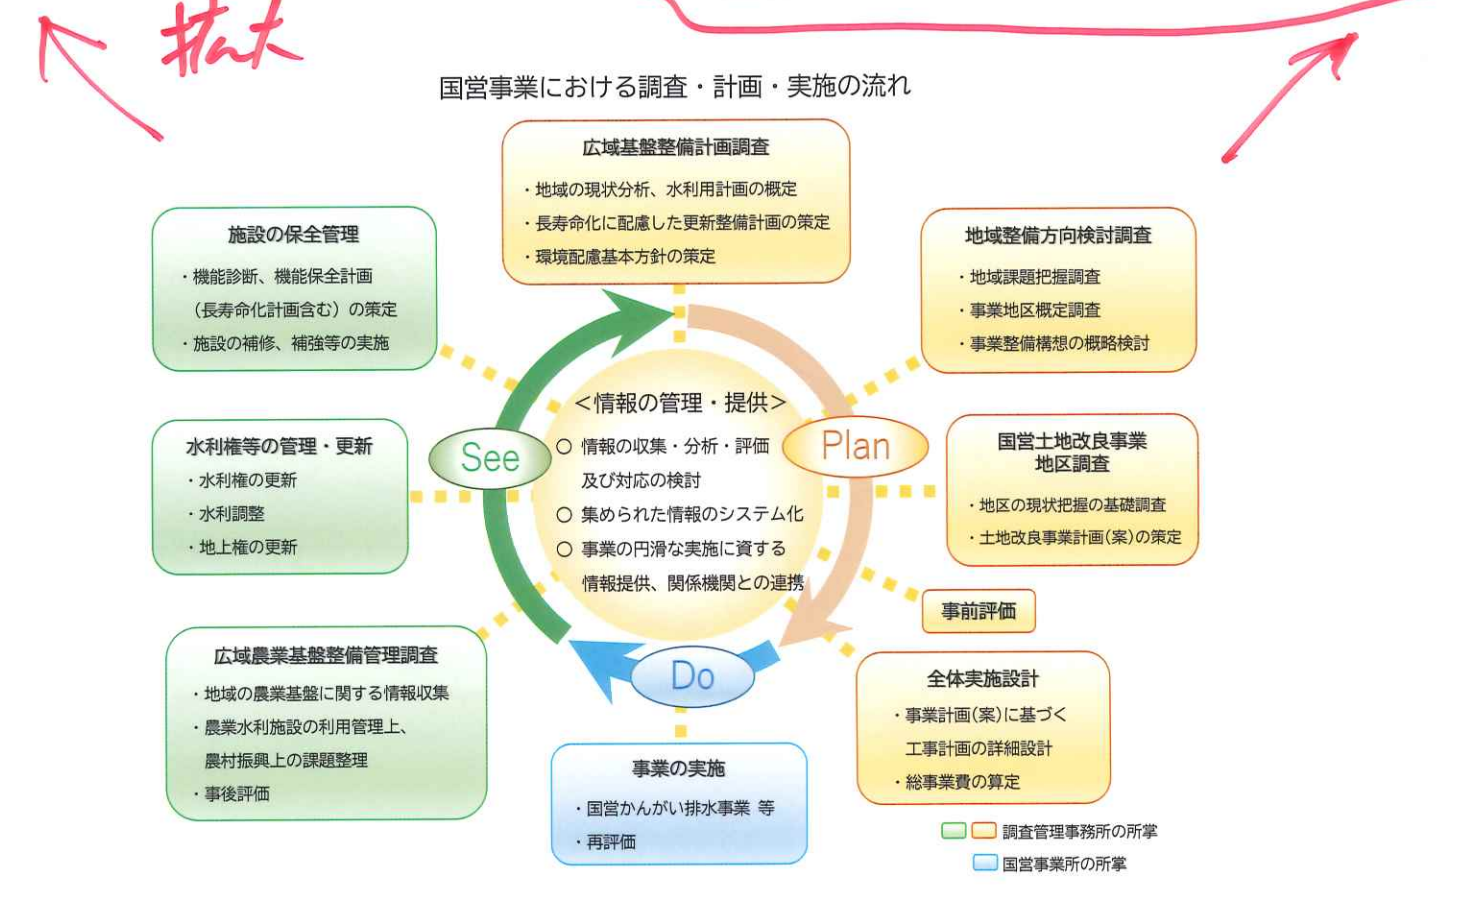 拡大
国営事業における調査・計画・実施の流れ
広域基盤整備計画調査
・地域の現状分析、水利用計画の概定
・長寿命化に配慮した更新整備計画の策定
・環境配慮基本方針の策定
施設の保全管理
・機能診断、機能保全計画
（長寿命化計画含む）の策定
・施設の補修、補強等の実施
地域整備方向検討調査
・地域課題把握調査
・事業地区概定調査
・事業整備構想の概略検討
＜情報の管理・提供＞
○ 情報の収集・分析・評価
及び対応の検討
○ 集められた情報のシステム化
○ 事業の円滑な実施に資する
情報提供、関係機関との連携
See
Plan
Do
水利権等の管理・更新
・水利権の更新
・水利調整
・地上権の更新
国営土地改良事業
地区調査
・地区の現状把握の基礎調査
・土地改良事業計画(案)の策定
事前評価
広域農業基盤整備管理調査
・地域の農業基盤に関する情報収集
・農業水利施設の利用管理上、
農村振興上の課題整理
・事後評価
全体実施設計
・事業計画(案)に基づく
工事計画の詳細設計
・総事業費の算定
事業の実施
・国営かんがい排水事業 等
・再評価
調査管理事務所の所掌
国営事業所の所掌